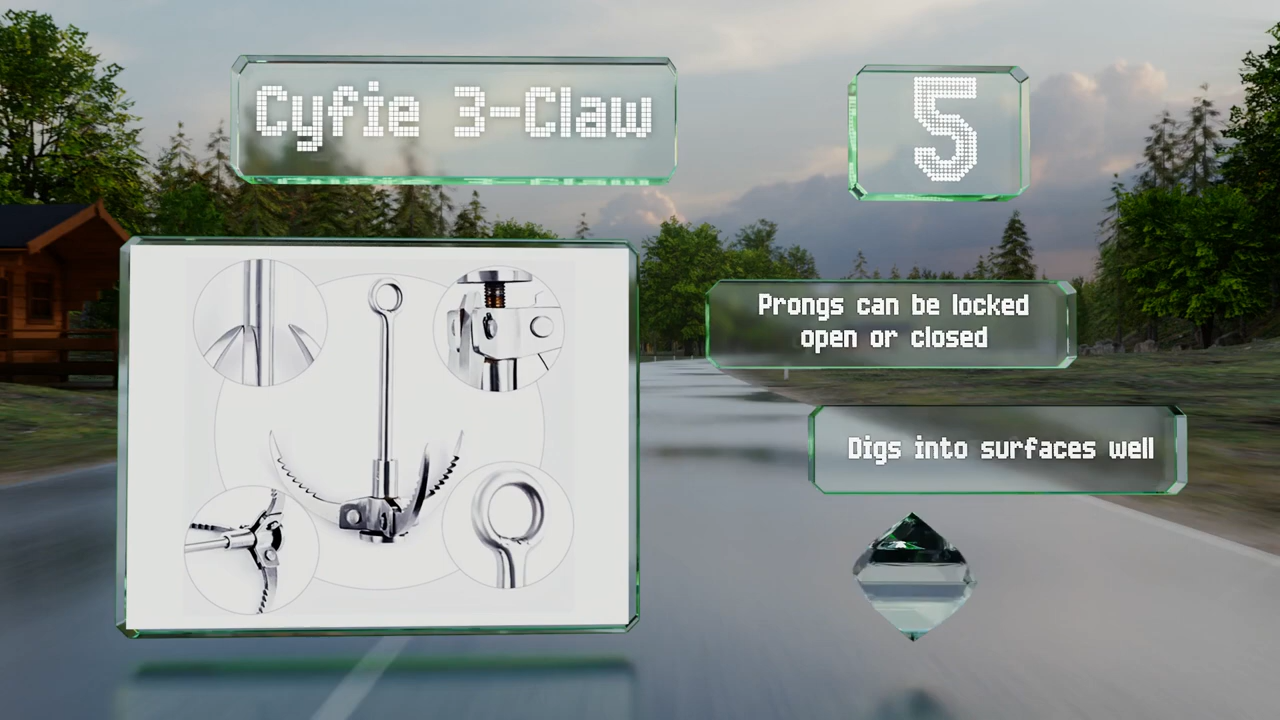 Cyfie 3-Claw
5
Prongs can be locked
open or closed
Digs into surfaces well